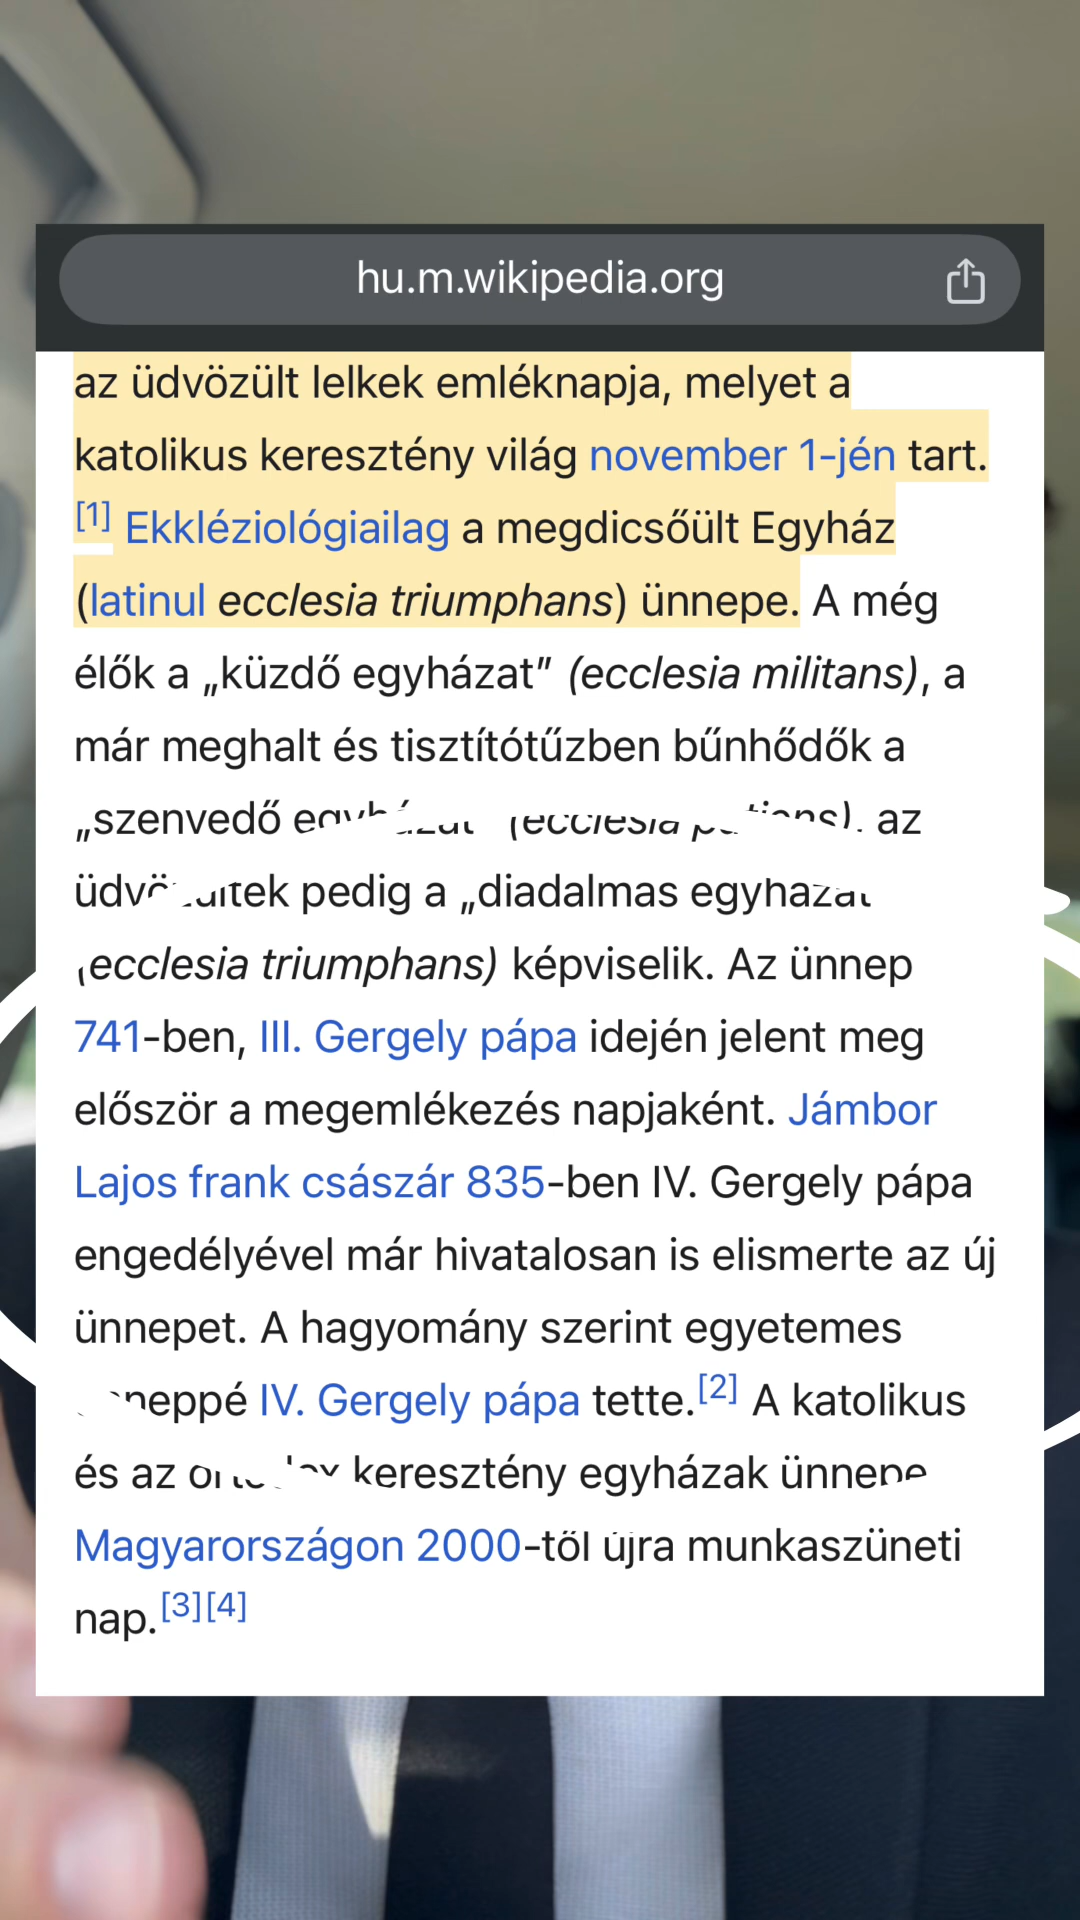 hu.m.wikipedia.org
az üdvözült lelkek emléknapja, melyet a
katolikus keresztény világ november 1-jén tart.
[1] Ekkléziológiailag a megdicsőült Egyház
(latinul ecclesia triumphans) ünnepe. A még
élők a „küzdő egyházat” (ecclesia militans), a
már meghalt és tisztítótűzben bűnhődők a
„szenvedő (ecclesia az
pedig a „diadalmas egyházat
(ecclesia triumphans) képviselik. Az ünnep
741-ben, III. Gergely pápa idején jelent meg
először a megemlékezés napjaként. Jámbor
Lajos frank császár 835-ben IV. Gergely pápa
engedélyével már hivatalosan is elismerte az új
ünnepet. A hagyomány szerint egyetemes
IV. Gergely pápa tette.[2] A katolikus
és az keresztény egyházak ünnepe
Magyarországon 2000-től újra munkaszüneti
nap.[3][4]